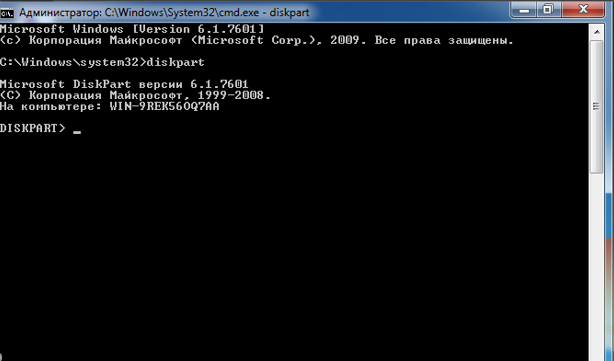 Администратор: C:\Windows\System32\cmd.exe - diskpart
Microsoft Windows [Version 6.1.7601]
(c) Корпорация Майкрософт (Microsoft Corp.), 2009. Все права защищены.
C:\Windows\system32>diskpart
Microsoft DiskPart версии 6.1.7601
(C) Корпорация Майкрософт, 1999-2008.
На компьютере: WIN-9REK56OQ7AA
DISKPART> _